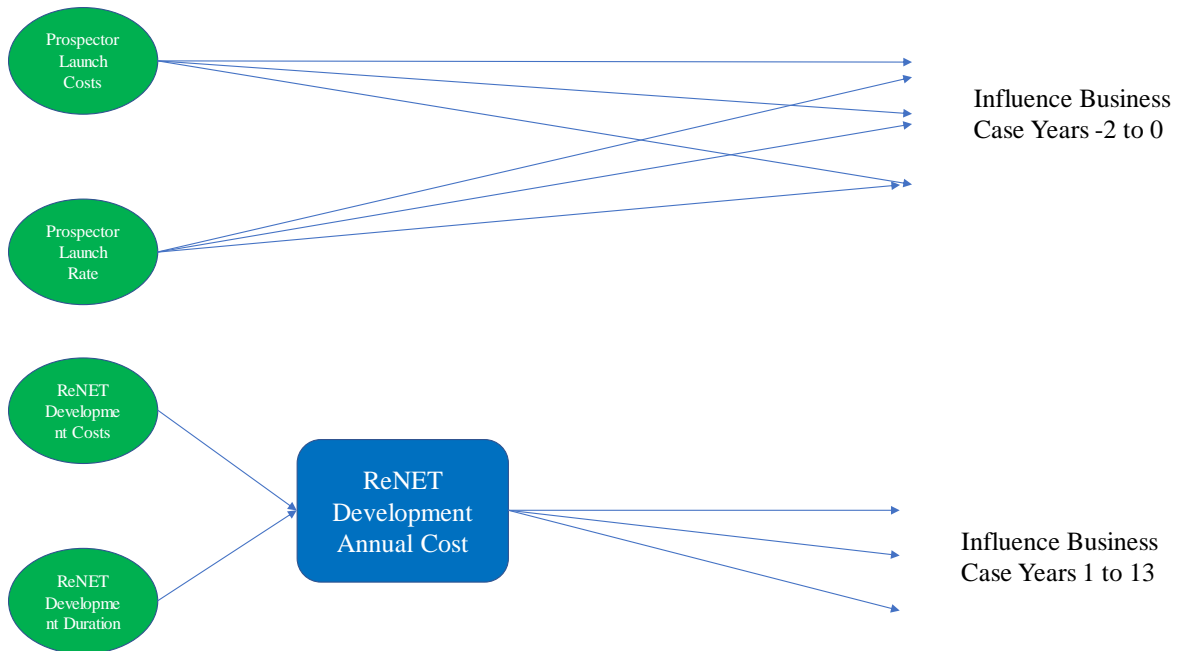 Prospector
Launch
Costs
Influence Business
Case Years -2 to 0
Prospector
Launch
Rate
ReNET
Developme
nt Costs
ReNET
Development
Annual Cost
Influence Business
Case Years 1 to 13
ReNET
Developme
nt Duration